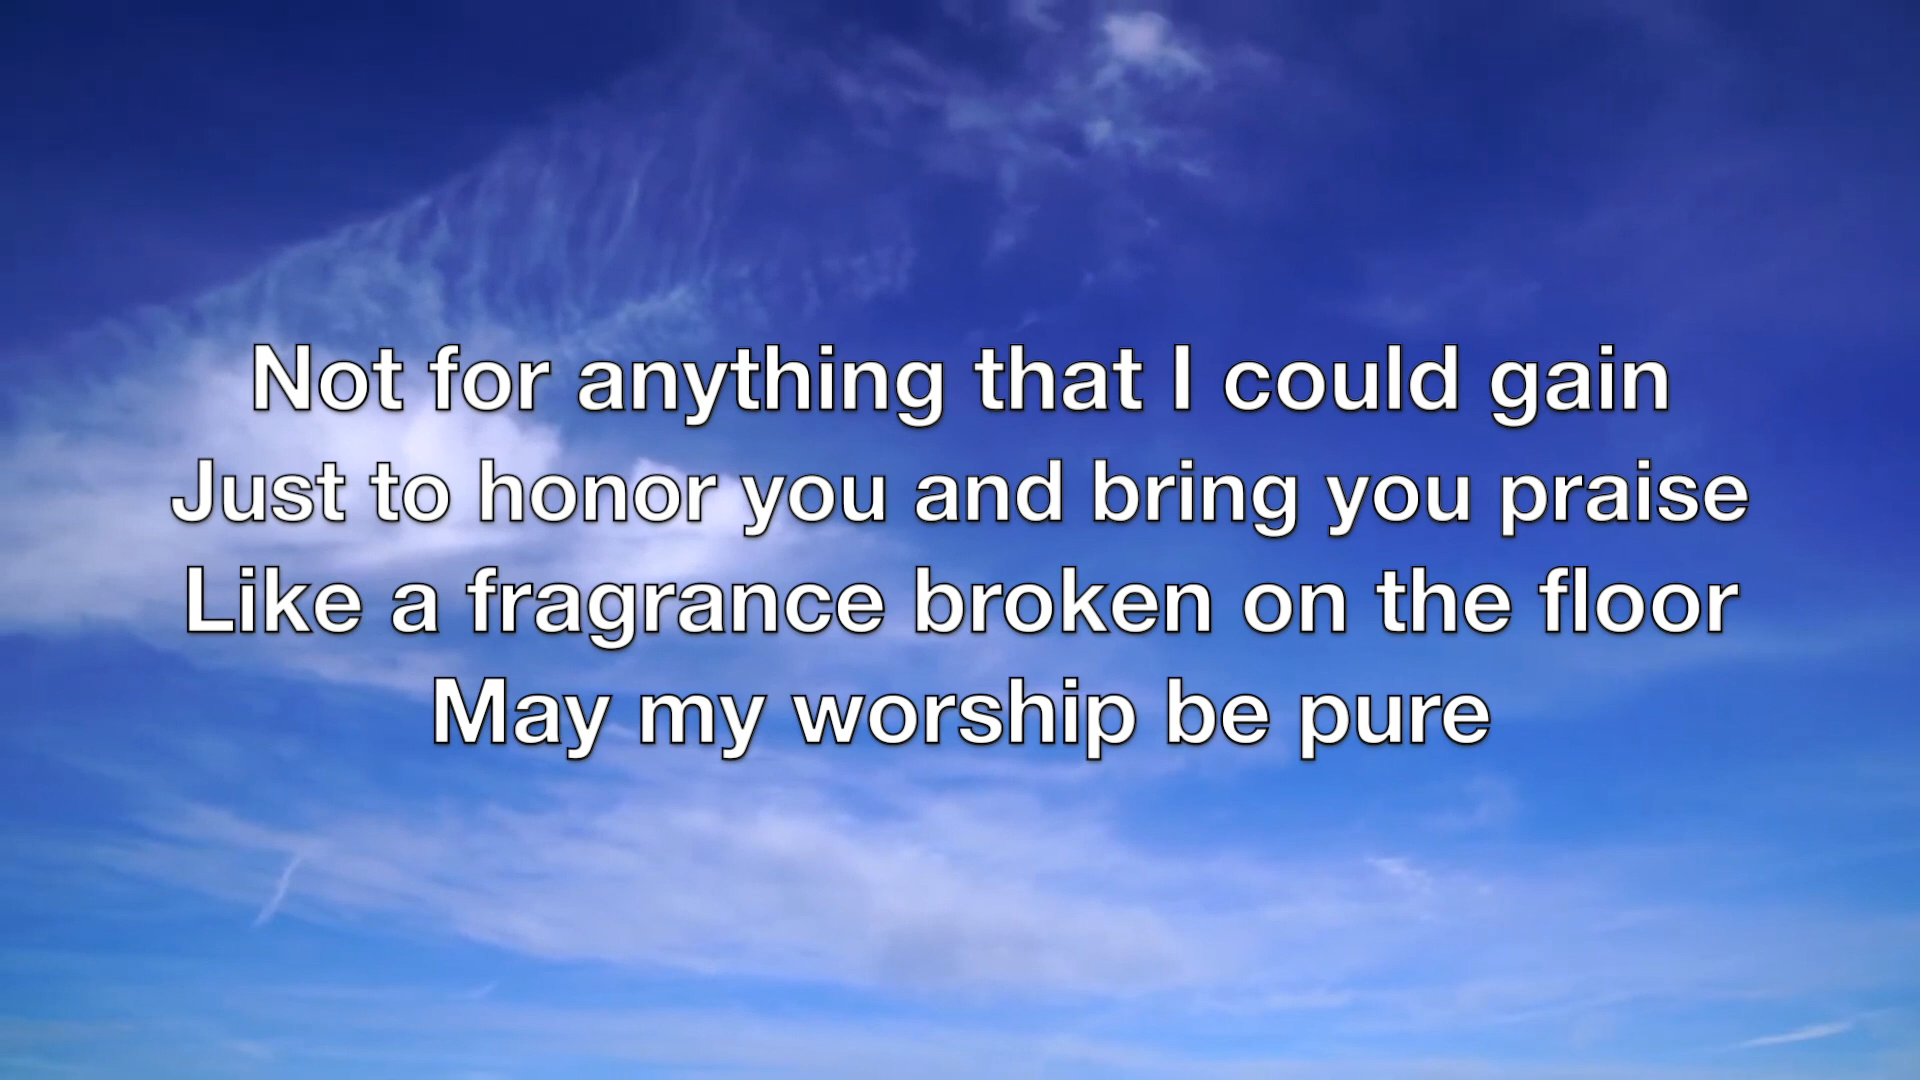 Not for anything that I could gain
Just to honor you and bring you praise
Like a fragrance broken on the floor
May my worship be pure